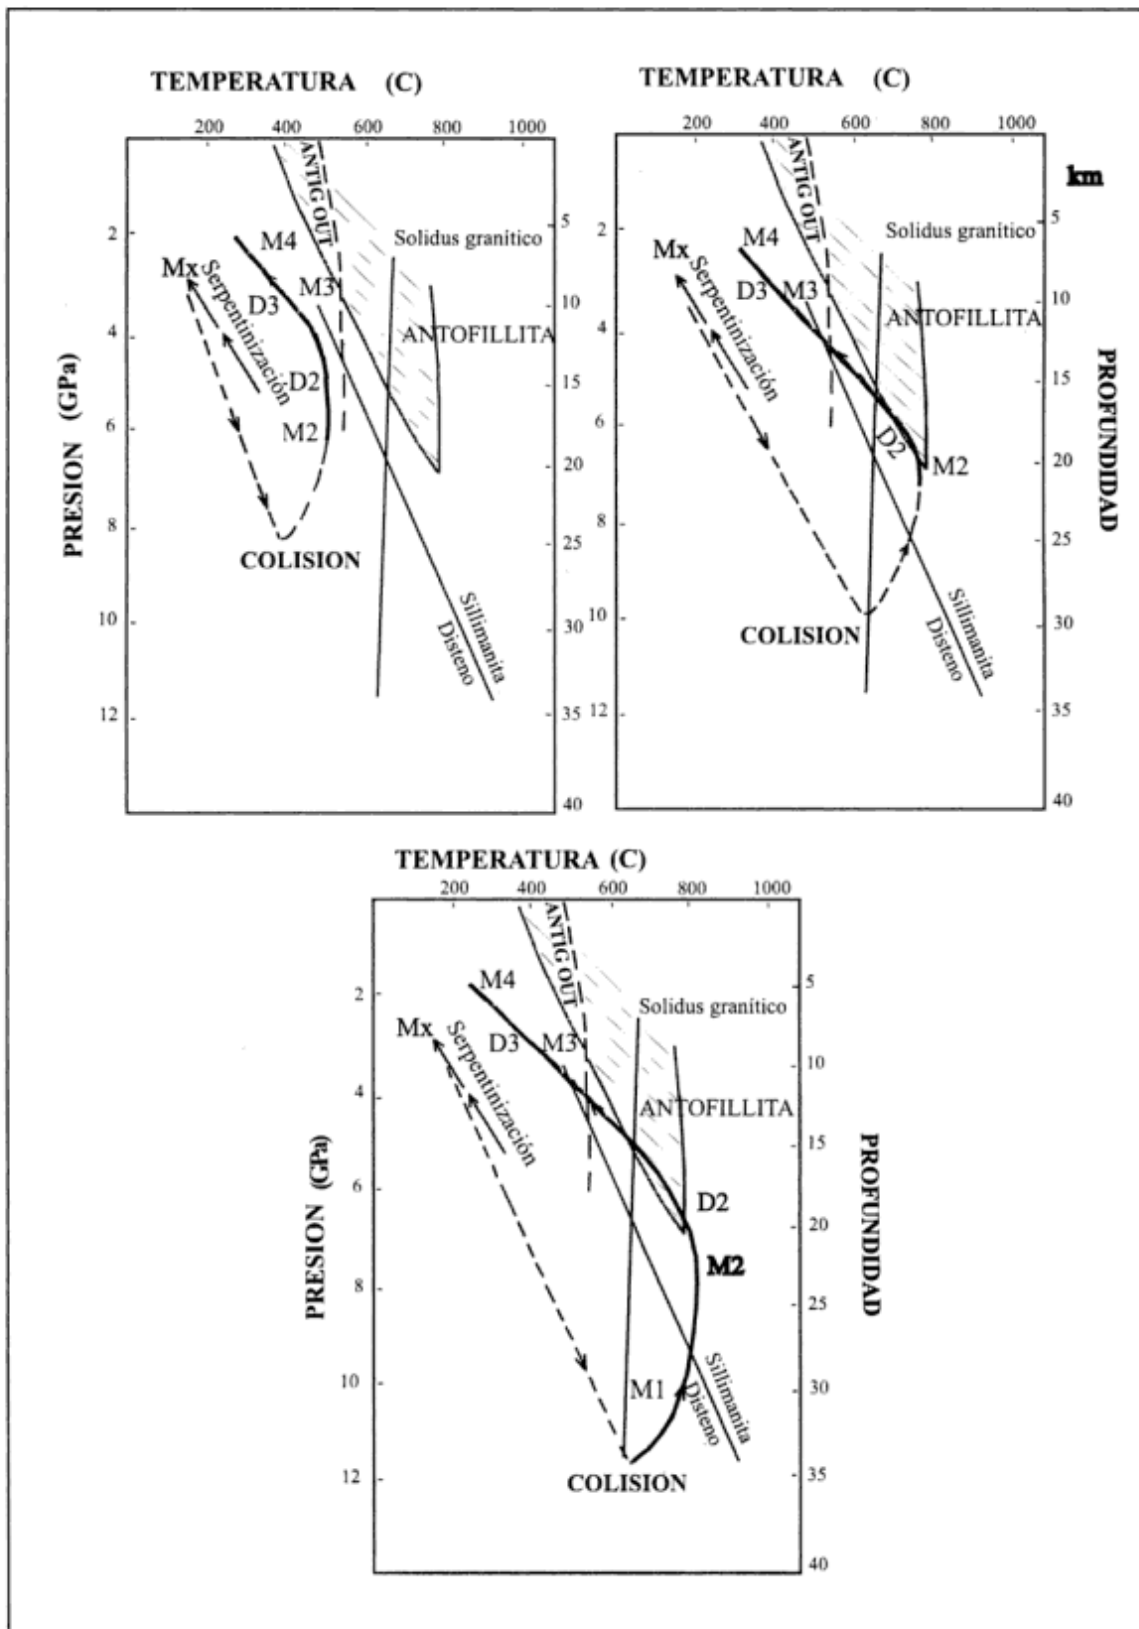 TEMPERATURA (C)
200 400 600 800 1000
ANTIG OUT
5
2
M4
Solidus granítico
Mx
Serpentinización
M3
D3
10
4
ANTOFILLITA
D2
15
PRESION (GPa)
6
M2
20
8
25
COLISION
10
30
Sillimanita
Disteno
12
35
40
TEMPERATURA (C)
200 400 600 800 1000
km
ANTIG OUT
5
2
M4
Solidus granítico
Mx
Serpentinización
M3
D3
10
4
ANTOFILLITA
15
6
D2
M2
20
PROFUNDIDAD
8
25
10
COLISION
30
Sillimanita
Disteno
12
35
40
TEMPERATURA (C)
200 400 600 800 1000
ANTIG OUT
M4
5
2
Solidus granítico
Mx
Serpentinización
D3
M3
10
4
ANTOFILLITA
15
PRESION (GPa)
6
D2
20
PROFUNDIDAD
M2
8
25
10
M1
30
Sillimanita
Disteno
12
COLISION
35
40